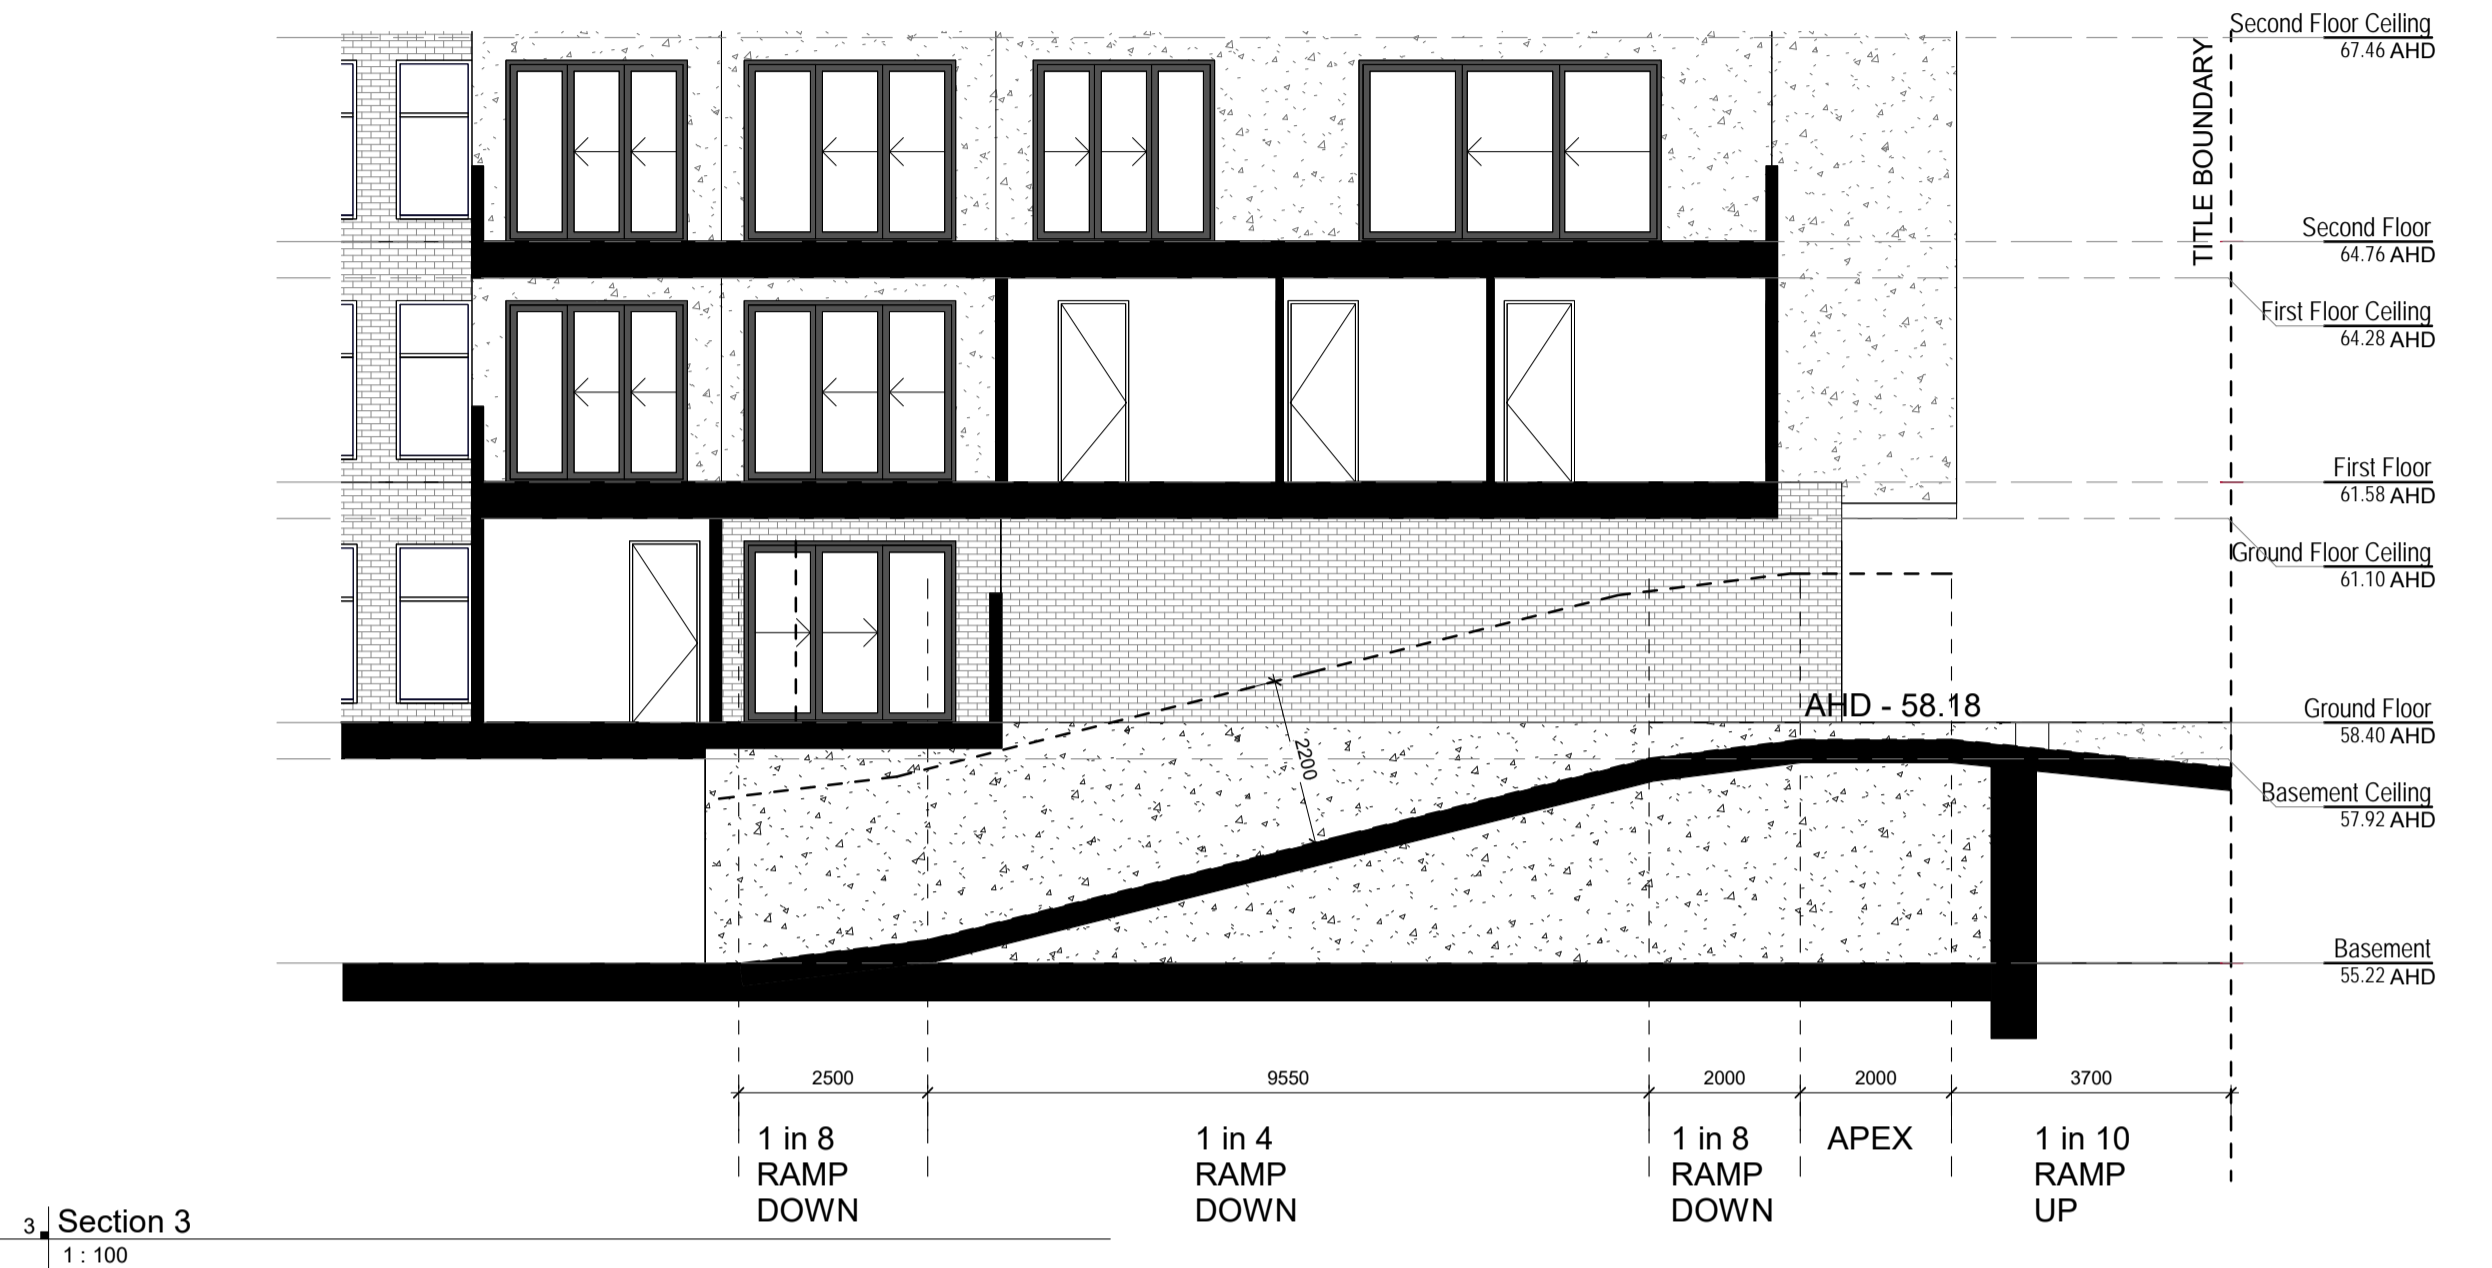 Second Floor Ceiling
67.46 AHD
TITLE BOUNDARY
Second Floor
64.76 AHD
First Floor Ceiling
64.28 AHD
First Floor
61.58 AHD
Ground Floor Ceiling
61.10 AHD
AHD - 58.18
Ground Floor
58.40 AHD
2200
Basement Ceiling
57.92 AHD
Basement
55.22 AHD
2500
9550
2000
2000
3700
1 in 8
RAMP
DOWN
1 in 4
RAMP
DOWN
1 in 8
RAMP
DOWN
APEX
1 in 10
RAMP
UP
3 Section 3
1 : 100